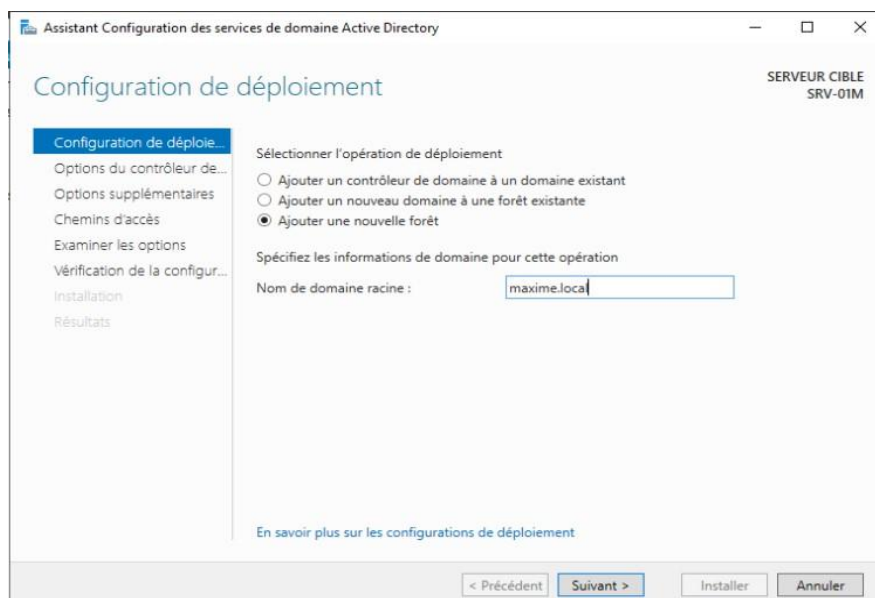 Assistant Configuration des services de domaine Active Directory
Configuration de déploiement
SERVEUR CIBLE
SRV-01M
Configuration de déploie...
Options du contrôleur de...
Options supplémentaires
Chemins d'accès
Examiner les options
Vérification de la configur...
Installation
Résultats
Sélectionner l'opération de déploiement
Ajouter un contrôleur de domaine à un domaine existant
Ajouter un nouveau domaine à une forêt existante
Ajouter une nouvelle forêt
Spécifiez les informations de domaine pour cette opération
Nom de domaine racine : maxime.local
En savoir plus sur les configurations de déploiement
< Précédent Suivant > Installer Annuler